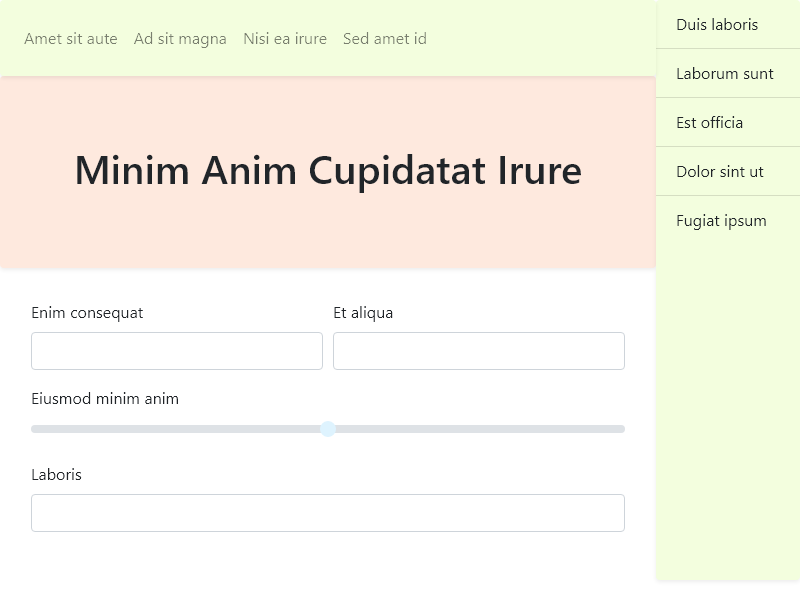 Amet sit aute Ad sit magna Nisi ea irure Sed amet id
Minim Anim Cupidatat Irure
Enim consequat
Et aliqua
Eiusmod minim anim
Laboris
Duis laboris
Laborum sunt
Est officia
Dolor sint ut
Fugiat ipsum